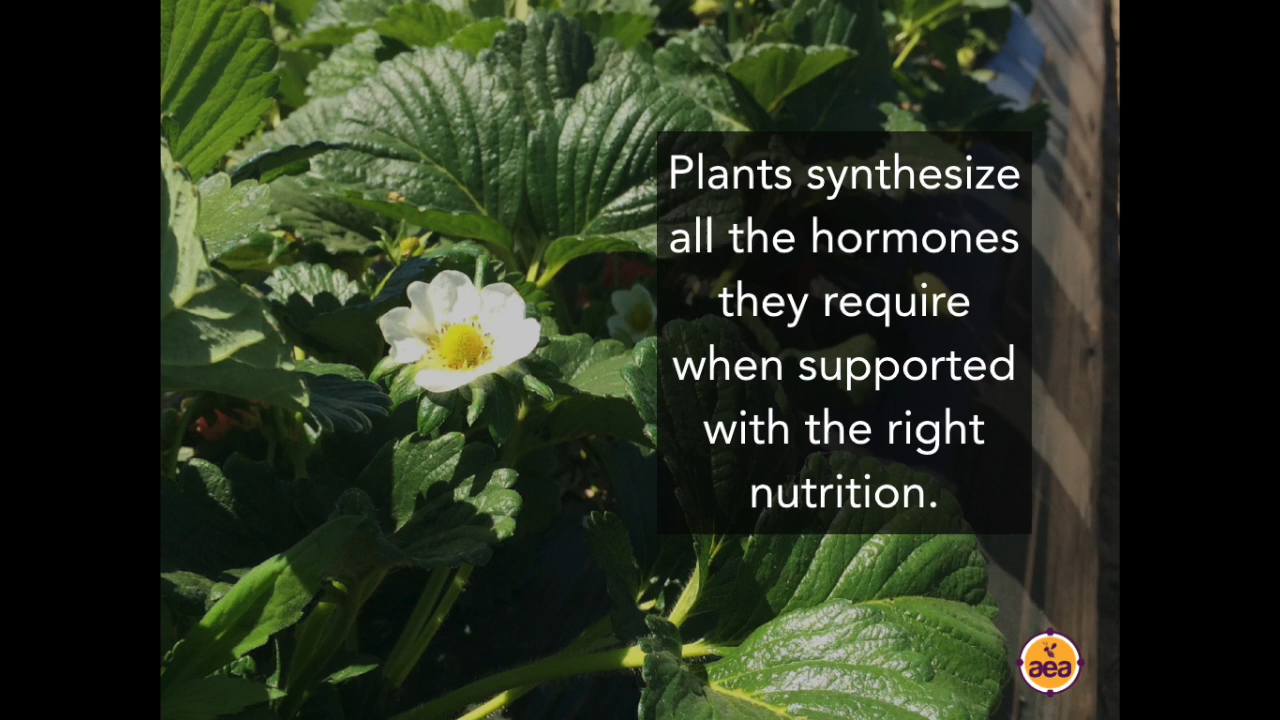 Plants synthesize
all the hormones
they require
when supported
with the right
nutrition.
aea